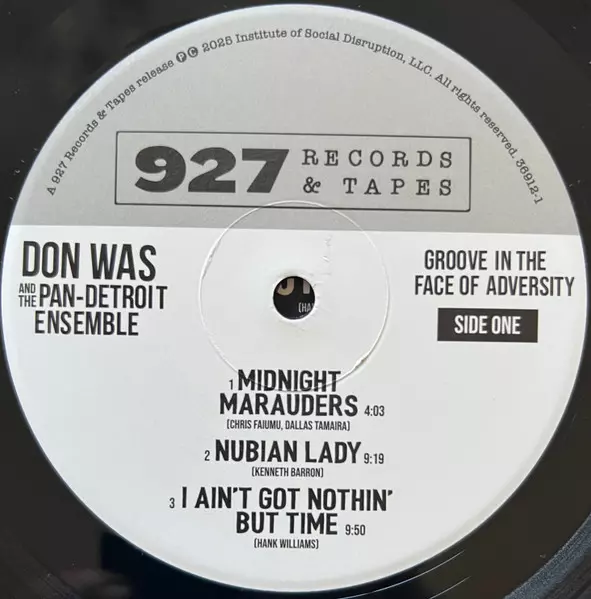 A 927 Records & Tapes release ℗ © 2025 Institute of Social Disruption, LLC. All rights reserved. 36912-1
927 RECORDS
& TAPES
DON WAS
AND THE PAN-DETROIT
ENSEMBLE
GROOVE IN THE
FACE OF ADVERSITY
SIDE ONE
1 MIDNIGHT
MARAUDERS 4:03
(CHRIS FAIUMU, DALLAS TAMAIRA)
2 NUBIAN LADY 9:19
(KENNETH BARRON)
3 I AIN'T GOT NOTHIN'
BUT TIME 9:50
(HANK WILLIAMS)